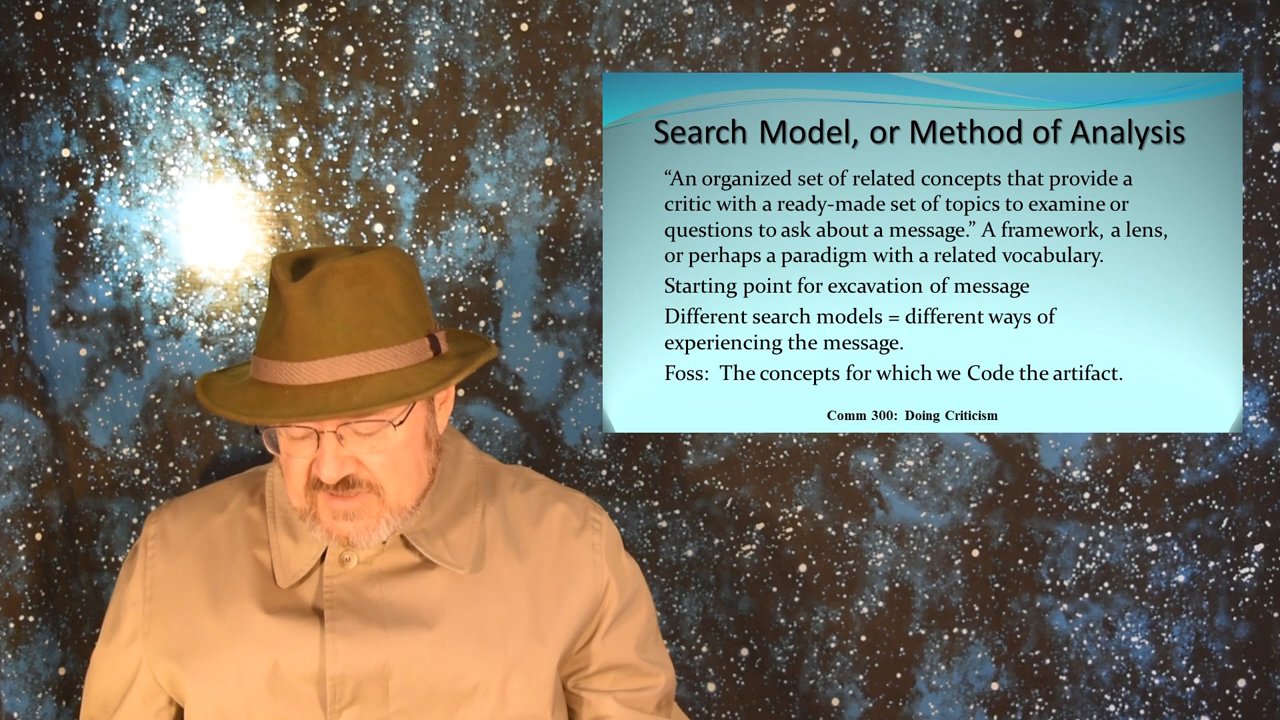 Search Model, or Method of Analysis
“An organized set of related concepts that provide a
critic with a ready-made set of topics to examine or
questions to ask about a message.” A framework, a lens,
or perhaps a paradigm with a related vocabulary.
Starting point for excavation of message
Different search models = different ways of
experiencing the message.
Foss:  The concepts for which we Code the artifact.
Comm 300:  Doing Criticism